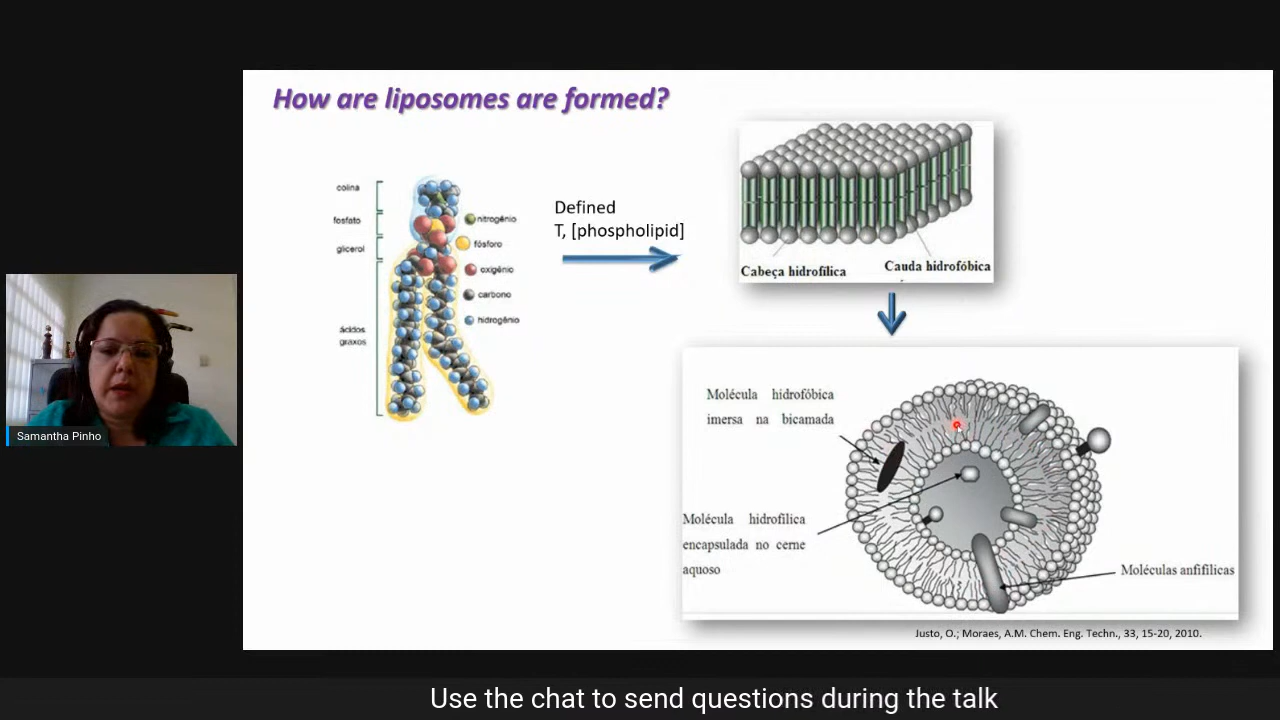 How are liposomes are formed?
colina
fosfato
glicerol
ácidos
graxos
nitrogênio
fósforo
oxigênio
carbono
hidrogênio
Defined
T, [phospholipid]
Cabeça hidrofílica
Cauda hidrofóbica
Molécula hidrofóbica
imersa na bicamada
Molécula hidrofílica
encapsulada no cerne
aquoso
Moléculas anfifílicas
Justo, O.; Moraes, A.M. Chem. Eng. Techn., 33, 15-20, 2010.
Samantha Pinho
Use the chat to send questions during the talk